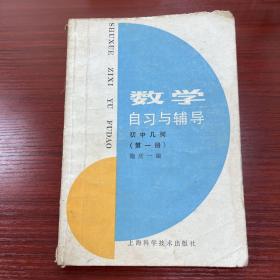 SHUXUE ZIXI YU FUDAO
数学
自习与辅导
初中几何
(第一册)
上海科学技术出版社